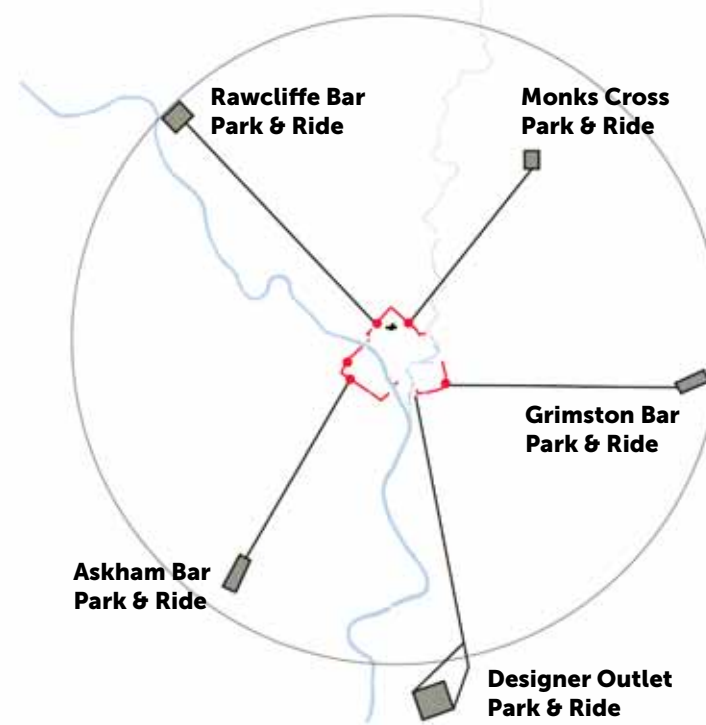 Rawcliffe Bar
Park & Ride
Monks Cross
Park & Ride
Grimston Bar
Park & Ride
Askham Bar
Park & Ride
Designer Outlet
Park & Ride